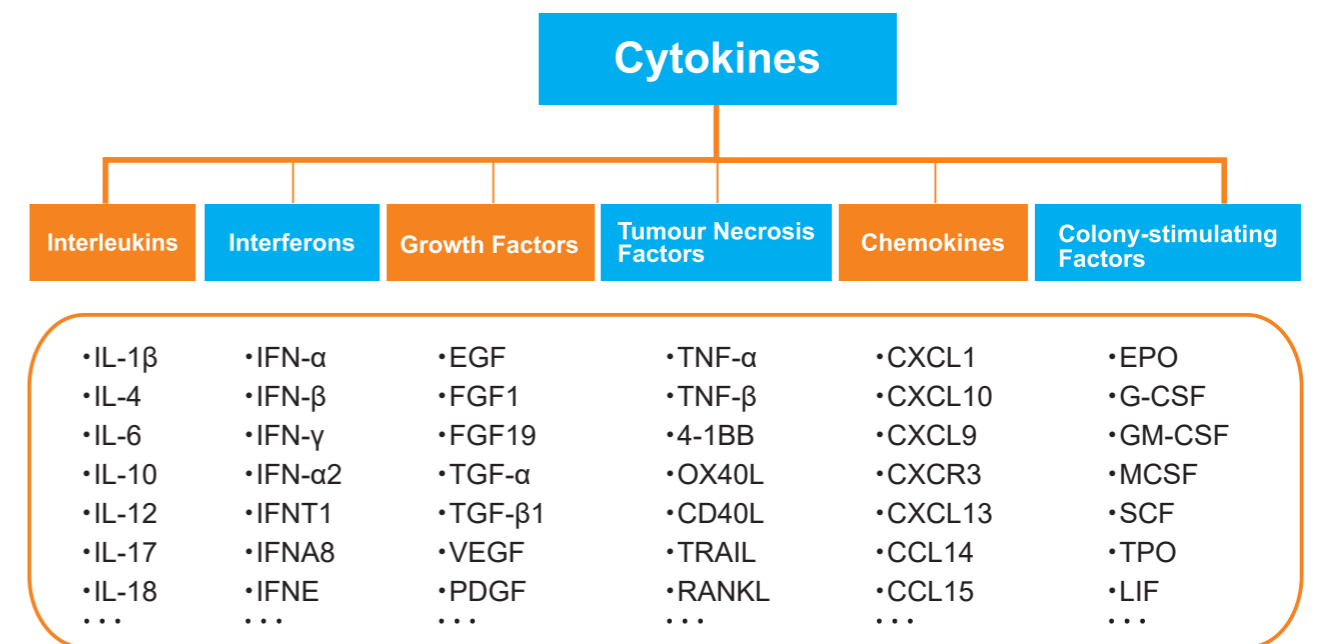 Cytokines
Interleukins
Interferons
Growth Factors
Tumour Necrosis
Factors
Chemokines
Colony-stimulating
Factors
・IL-1β
・IL-4
・IL-6
・IL-10
・IL-12
・IL-17
・IL-18
・・・
・IFN-α
・IFN-β
・IFN-γ
・IFN-α2
・IFNT1
・IFNA8
・IFNE
・・・
・EGF
・FGF1
・FGF19
・TGF-α
・TGF-β1
・VEGF
・PDGF
・・・
・TNF-α
・TNF-β
・4-1BB
・OX40L
・CD40L
・TRAIL
・RANKL
・・・
・CXCL1
・CXCL10
・CXCL9
・CXCR3
・CXCL13
・CCL14
・CCL15
・・・
・EPO
・G-CSF
・GM-CSF
・MCSF
・SCF
・TPO
・LIF
・・・